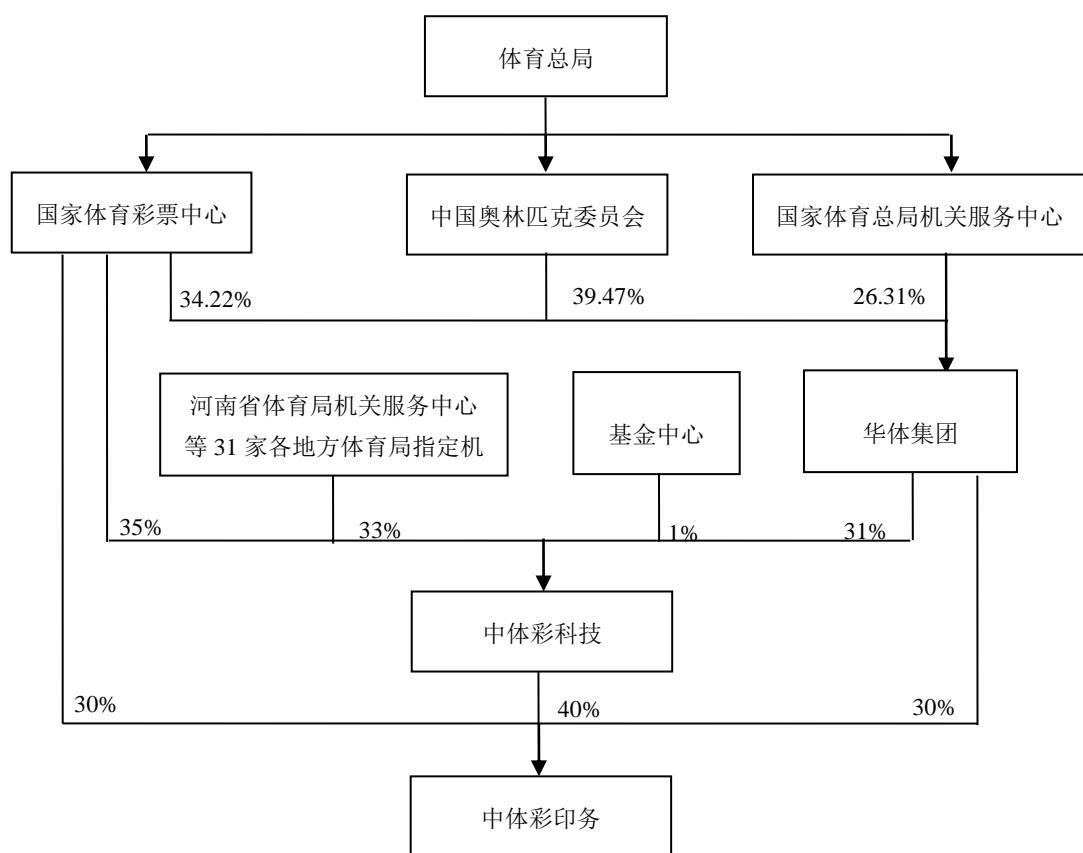 体育总局
国家体育彩票中心
中国奥林匹克委员会
国家体育总局机关服务中心
34.22%
39.47%
26.31%
河南省体育局机关服务中心
等 31 家各地方体育局指定机
基金中心
华体集团
35%
33%
1%
31%
中体彩科技
30%
40%
30%
中体彩印务